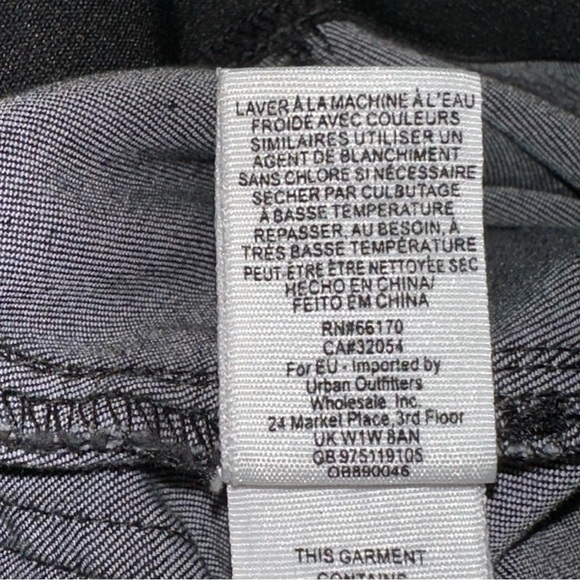 LAVER À LA MACHINE À L'EAU
FROIDE AVEC COULEURS
SIMILAIRES UTILISER UN
AGENT DE BLANCHIMENT
SANS CHLORE SI NÉCESSAIRE
SÉCHER PAR CULBUTAGE
À BASSE TEMPÉRATURE
REPASSER, AU BESOIN, À
TRÈS BASSE TEMPÉRATURE
PEUT ÊTRE ÊTRE NETTOYÉE SEC
HECHO EN CHINA/
FEITO EM CHINA
RN#66170
CA#32054
For EU - Imported by
Urban Outfitters
Wholesale Inc.
24 Market Place, 3rd Floor
UK W1W 8AN
GB 975119105
OB890046
THIS GARMENT
CONTAINS